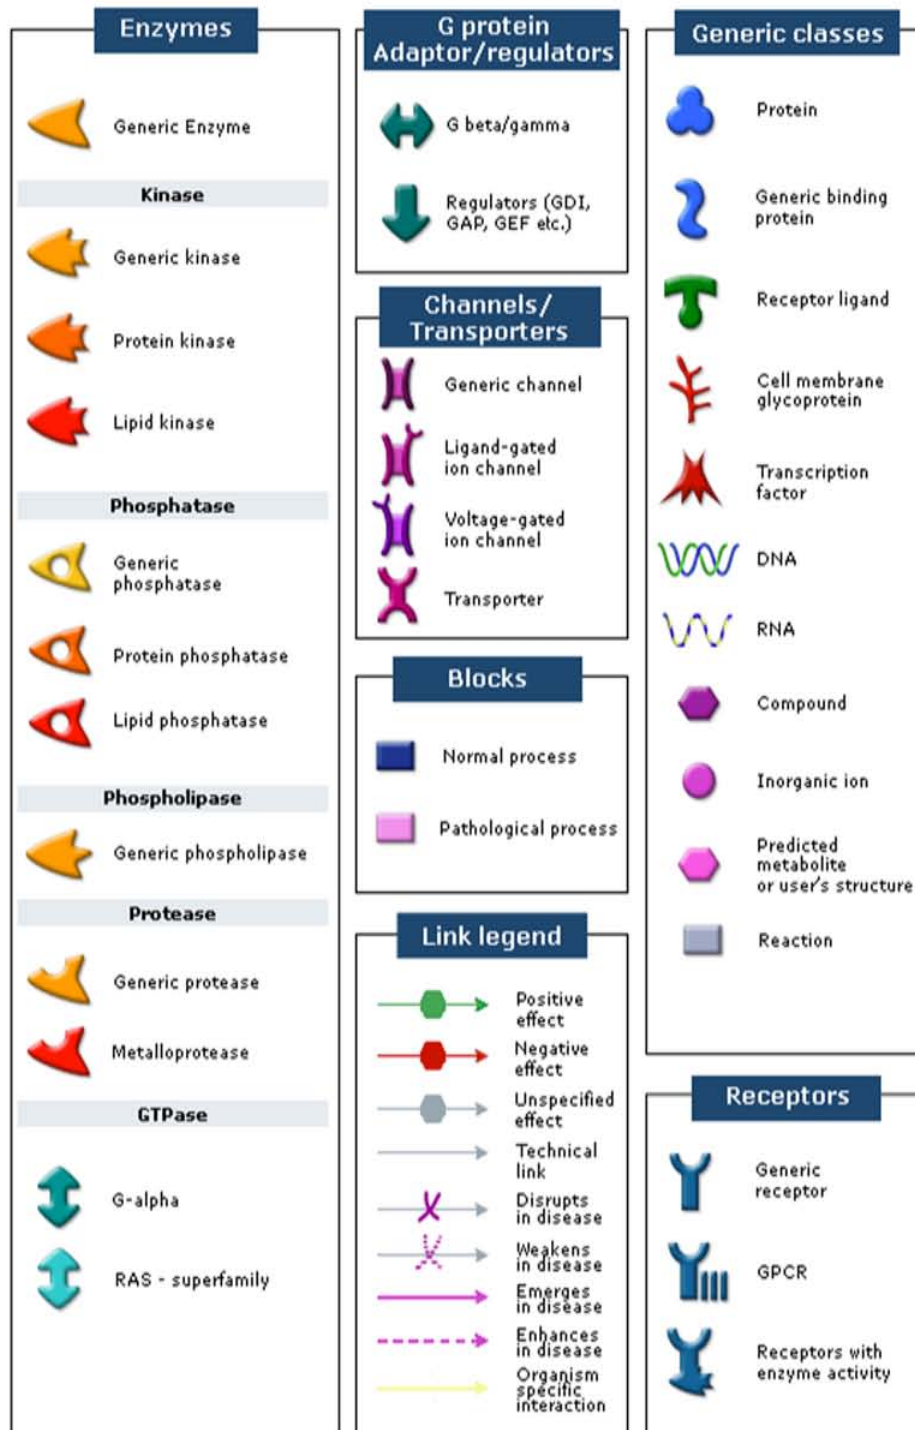 Enzymes
Generic Enzyme
Kinase
Generic kinase
Protein kinase
Lipid kinase
Phosphatase
Generic
phosphatase
Protein phosphatase
Lipid phosphatase
Phospholipase
Generic phospholipase
Protease
Generic protease
Metalloprotease
GTPase
G-alpha
RAS - superfamily
G protein
Adaptor/regulators
G beta/gamma
Regulators (GDI,
GAP, GEF etc.)
Channels/
Transporters
Generic channel
Ligand-gated
ion channel
Voltage-gated
ion channel
Transporter
Blocks
Normal process
Pathological process
Link legend
Positive
effect
Negative
effect
Unspecified
effect
Technical
link
Disrupts
in disease
Weakens
in disease
Emerges
in disease
Enhances
in disease
Organism
specific
interaction
Generic classes
Protein
Generic binding
protein
Receptor ligand
Cell membrane
glycoprotein
Transcription
factor
DNA
RNA
Compound
Inorganic ion
Predicted
metabolite
or user's structure
Reaction
Receptors
Generic
receptor
GPCR
Receptors with
enzyme activity